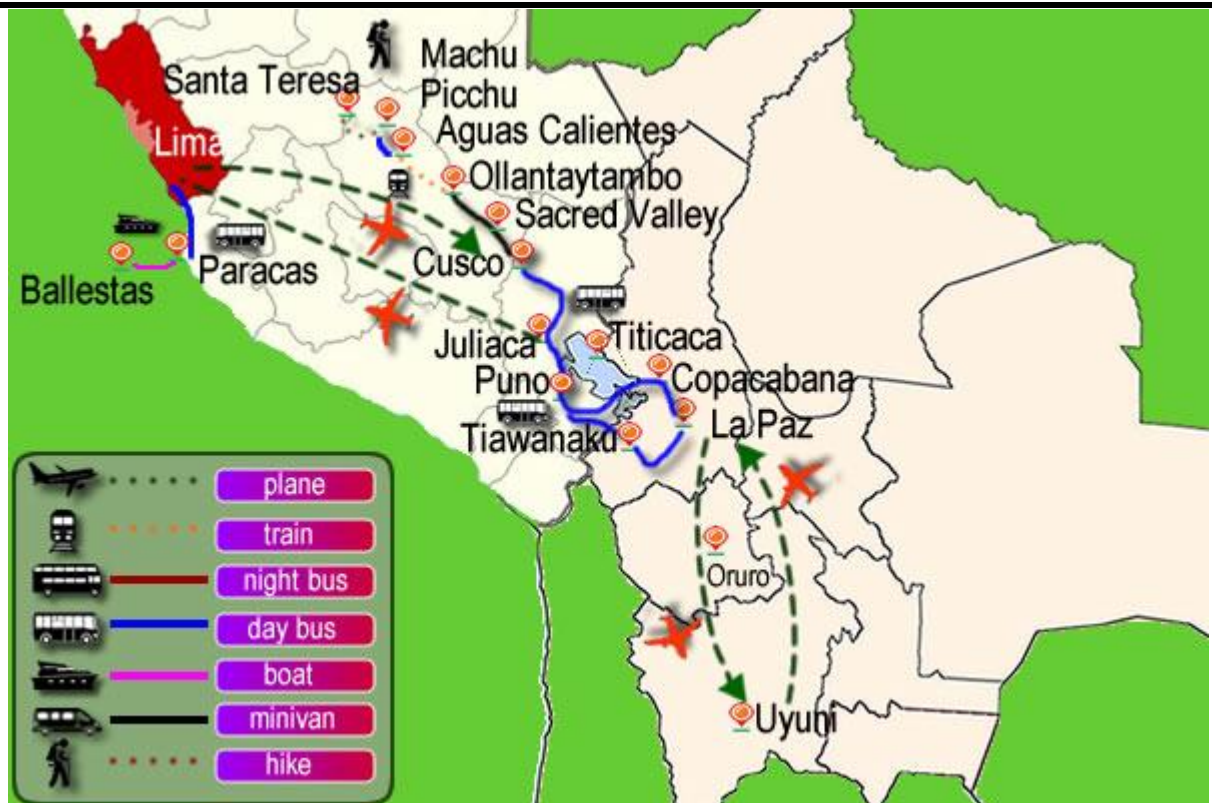 Machu
Picchu
Santa Teresa
Aguas Calientes
Lima
Ollantaytambo
Sacred Valley
Cusco
Paracas
Ballestas
Juliaca
Titicaca
Puno
Copacabana
Tiawanaku
La Paz
Oruro
Uyuni
plane
train
night bus
day bus
boat
minivan
hike